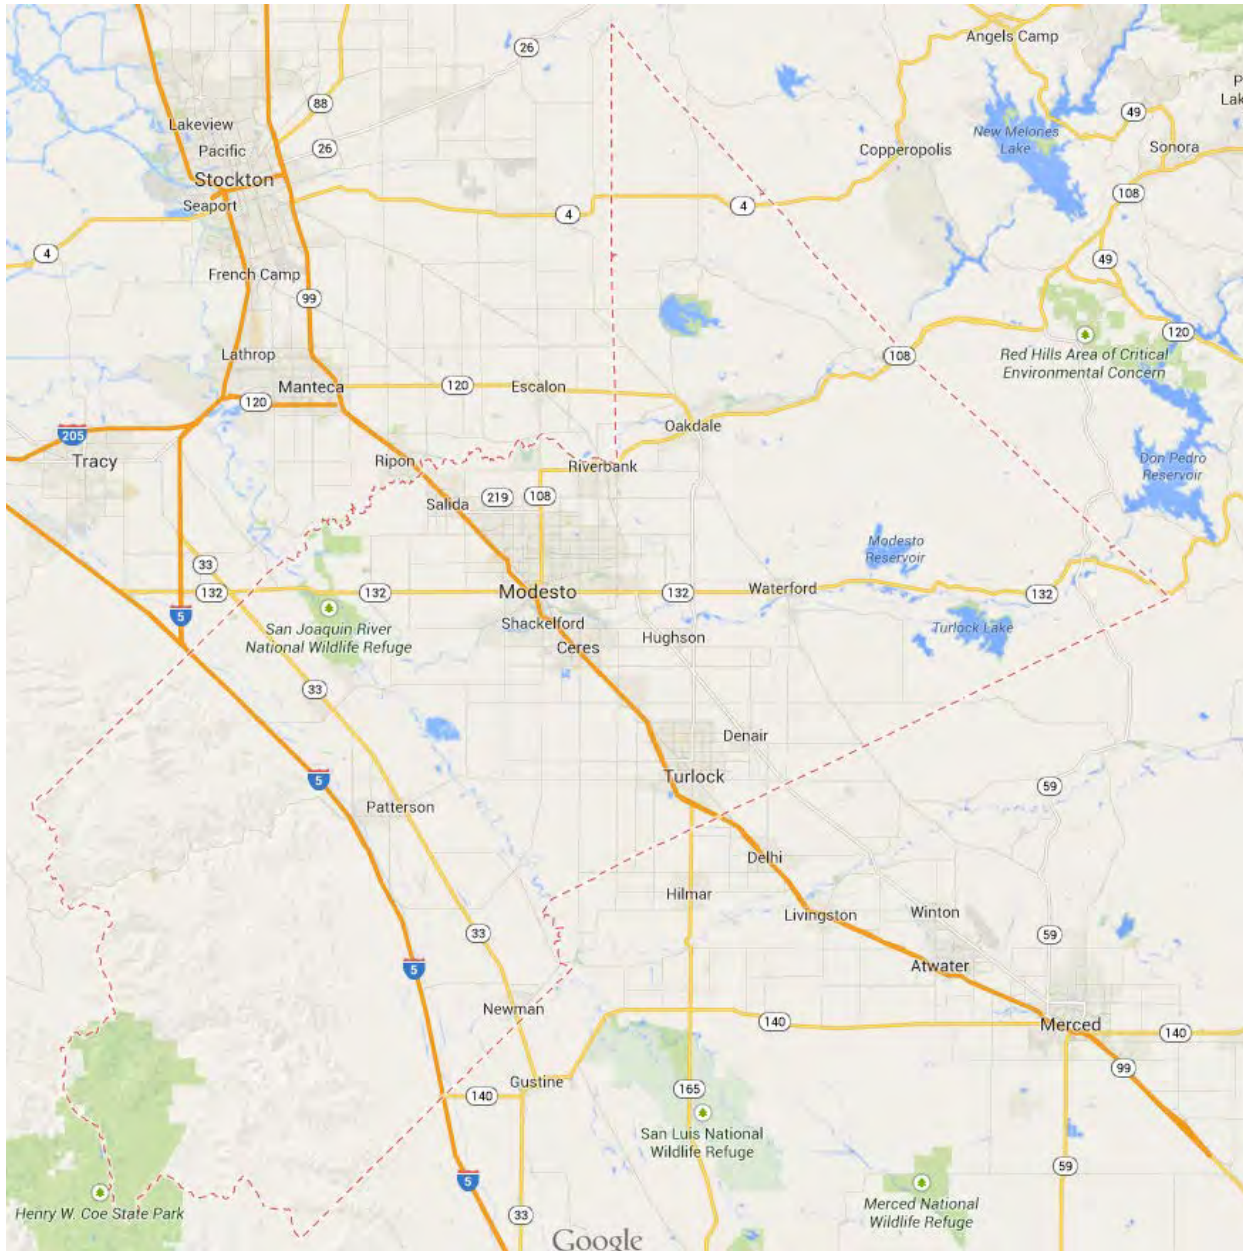 26
Angels Camp
88
49
P
Lak
Lakeview
New Melones
Lake
26
Pacific
Copperopolis
Sonora
Stockton
108
Seaport
4
4
4
49
French Camp
99
120
Lathrop
108
Red Hills Area of Critical
Environmental Concern
Manteca
120
Escalon
120
Oakdale
205
Tracy
Ripon
Riverbank
Don Pedro
Reservoir
Salida
219
108
Modesto
Reservoir
33
132
132
Modesto
132
Waterford
132
5
San Joaquin River
National Wildlife Refuge
Shackelford
Turlock Lake
Hughson
Ceres
33
Denair
5
Turlock
59
Patterson
Delhi
Hilmar
Livingston
Winton
33
59
5
Atwater
Newman
140
Merced
140
99
Gustine
140
165
San Luis National
Wildlife Refuge
59
5
Henry W. Coe State Park
Merced National
Wildlife Refuge
33
Google